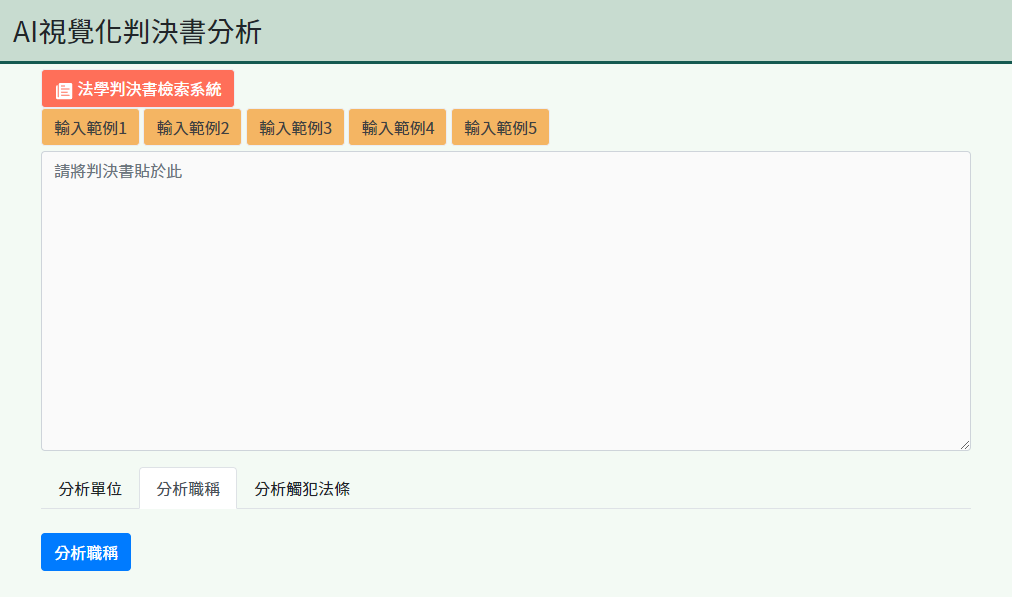 AI視覺化判決書分析
法學判決書檢索系統
輸入範例1 輸入範例2 輸入範例3 輸入範例4 輸入範例5
請將判決書貼於此
分析單位 分析職稱 分析觸犯法條
分析職稱